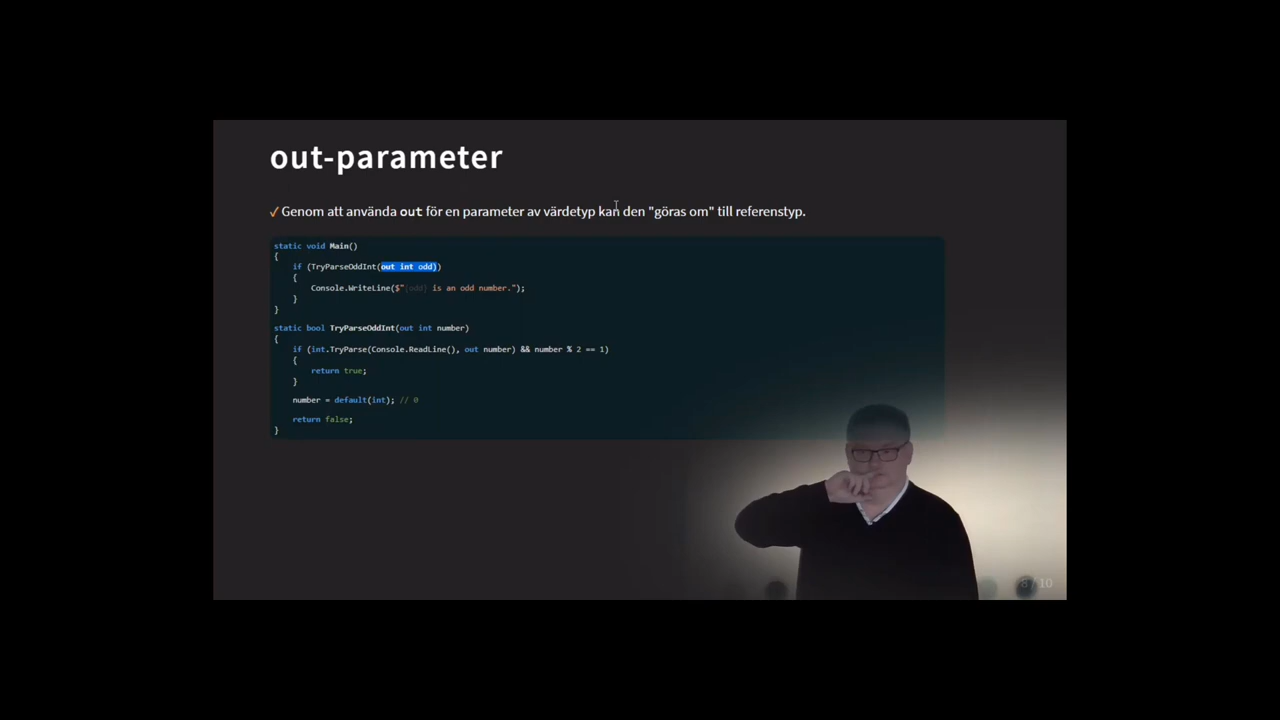 out-parameter
✓ Genom att använda out för en parameter av värdetyp kan den "göras om" till referenstyp.
static void Main()
{
if (TryParseOddInt(out int odd))
{
Console.WriteLine($"{odd} is an odd number.");
}
}
static bool TryParseOddInt(out int number)
{
if (int.TryParse(Console.ReadLine(), out number) && number % 2 == 1)
{
return true;
}
number = default(int); // 0
return false;
}
8/10